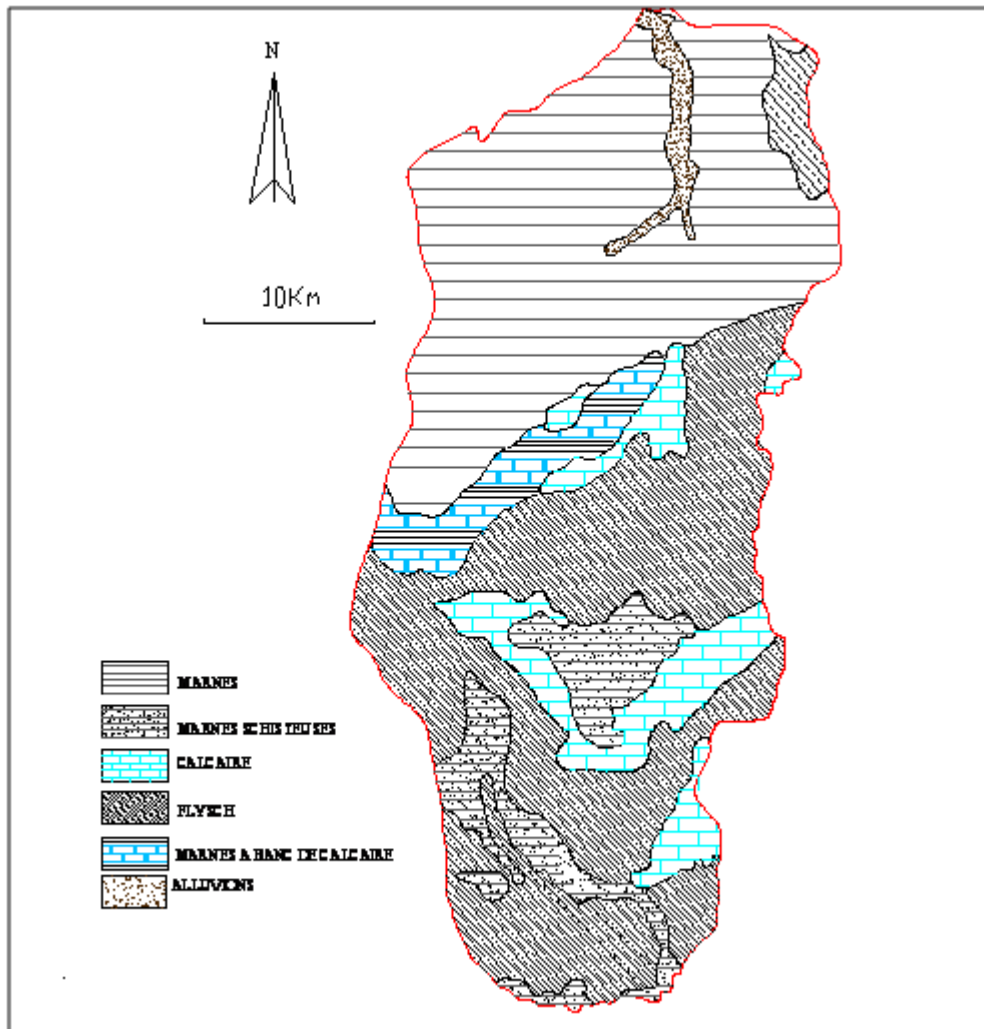 N
10Km
MARNES
MARNES SCHISTEUSES
CALCAIRE
FLYSCH
MARNES A BANC DE CALCAIRE
ALLUVIONS